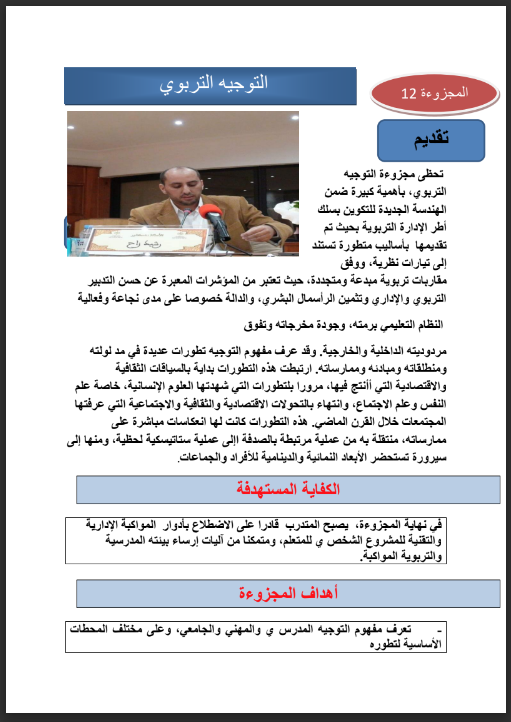 المجزوءة 12
التوجيه التربوي
تقديم
تحظى مجزوءة التوجيه
التربوي، بأهمية كبيرة ضمن
الهندسة الجديدة للتكوين بسلك
أطر الإدارة التربوية بحيث تم
تقديمها بأساليب متطورة تستند
إلى تيارات نظرية، ووفق
مقاربات تربوية مبدعة ومتجددة، حيث تعتبر من المؤشرات المعبرة عن حسن التدبير
التربوي والإداري وتثمين الرأسمال البشري، والدالة خصوصا على مدى نجاعة وفعالية
النظام التعليمي برمته، وجودة مخرجاته وتفوق
مردوديته الداخلية والخارجية. وقد عرف مفهوم التوجيه تطورات عديدة في مد لولته
ومنطلقاته ومبادئه وممارساته. ارتبطت هذه التطورات بداية بالسياقات الثقافية
والاقتصادية التي أأنتج فيها، مرورا بلتطورات التي شهدتها العلوم الإنسانية، خاصة علم
النفس وعلم الاجتماع، وانتهاء بالتحولات الاقتصادية والثقافية والاجتماعية التي عرفتها
المجتمعات خلال القرن الماضي. هذه التطورات كانت لها انعكاسات مباشرة على
ممارساته، منتقلة به من عملية مرتبطة بالصدفة اإلى عملية ستاتيسكية لحظية، ومنها إلى
سيرورة تستحضر الأبعاد النمائية والدينامية للأفراد والجماعات.
الكفاية المستهدفة
في نهاية المجزوءة، يصبح المتدرب قادرا على الاضطلاع بأدوار المواكبة الإدارية
والتقنية للمشروع الشخص ي للمتعلم، ومتمكنا من آليات إرساء بيئته المدرسية
والتربوية المواكبة.
أهداف المجزوءة
- تعرف مفهوم التوجيه المدرس ي والمهني والجامعي، وعلى مختلف المحطات
الأساسية لتطوره